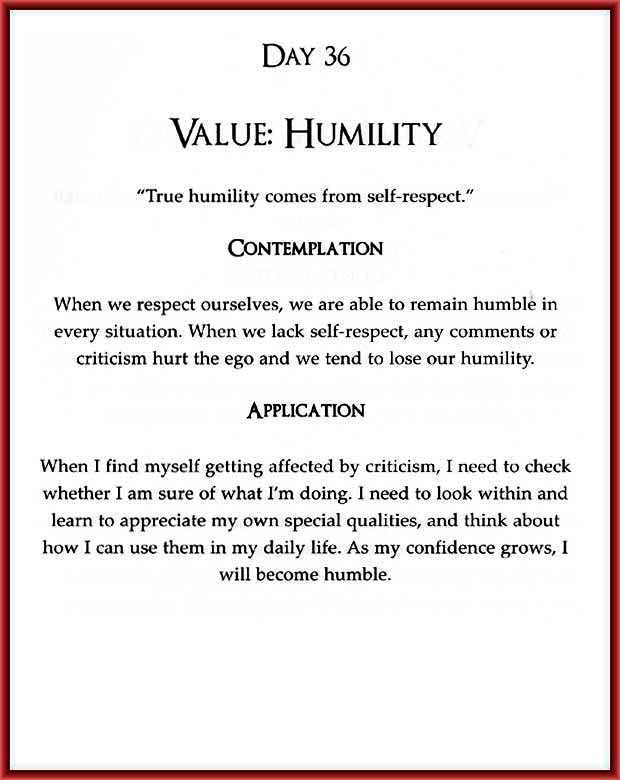 DAY 36
VALUE: HUMILITY
“True humility comes from self-respect.”
CONTEMPLATION
When we respect ourselves, we are able to remain humble in
every situation. When we lack self-respect, any comments or
criticism hurt the ego and we tend to lose our humility.
APPLICATION
When I find myself getting affected by criticism, I need to check
whether I am sure of what I’m doing. I need to look within and
learn to appreciate my own special qualities, and think about
how I can use them in my daily life. As my confidence grows, I
will become humble.